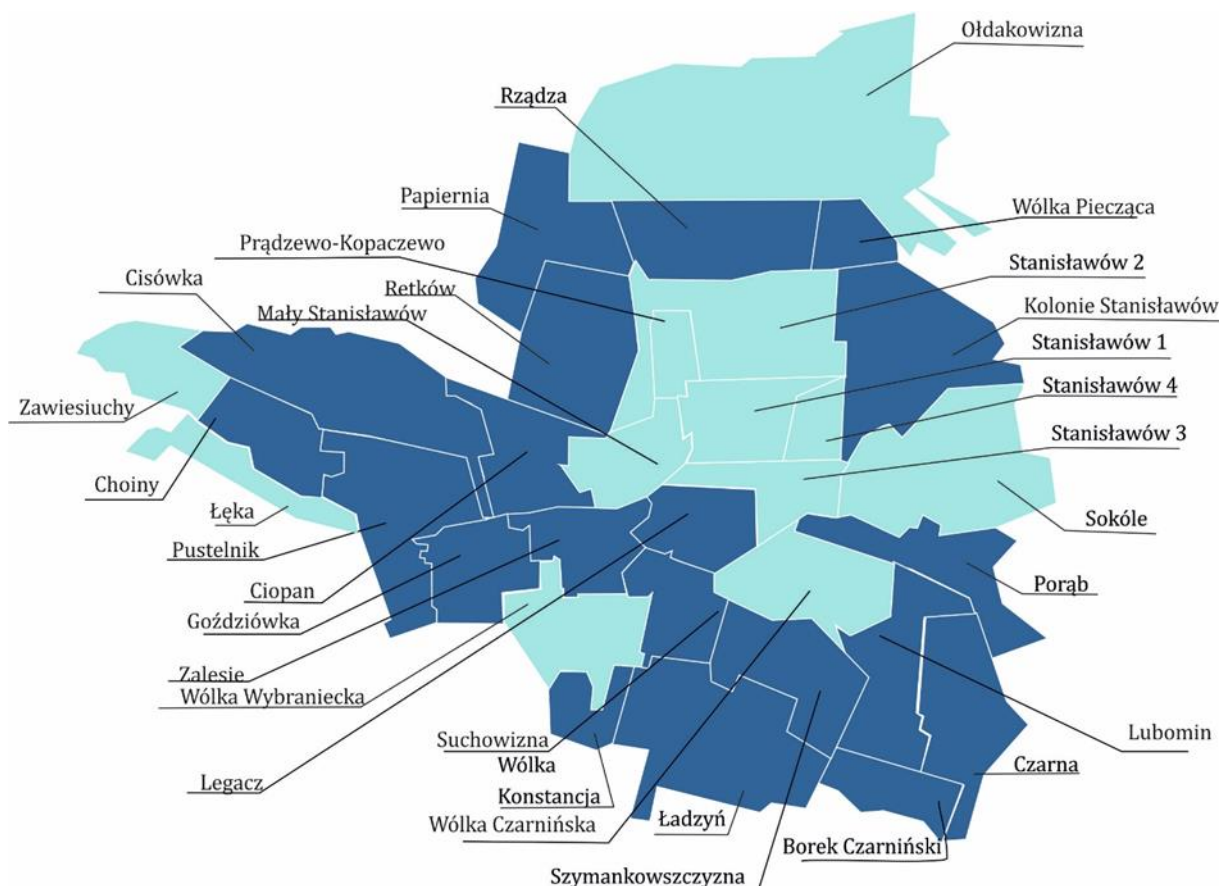 Ołdakowizna
Rządza
Papiernia
Wólka Piecząca
Prądzewo-Kopaczewo
Stanisławów 2
Cisówka
Retków
Kolonie Stanisławów
Mały Stanisławów
Stanisławów 1
Stanisławów 4
Zawiesiuchy
Stanisławów 3
Choiny
Łęka
Sokóle
Pustelnik
Ciopan
Porąb
Goździówka
Zalesie
Wólka Wybraniecka
Lubomin
Suchowizna
Wólka
Konstancja
Czarna
Legacz
Ładzyń
Wólka Czarnińska
Borek Czarniński
Szymankowszczyzna